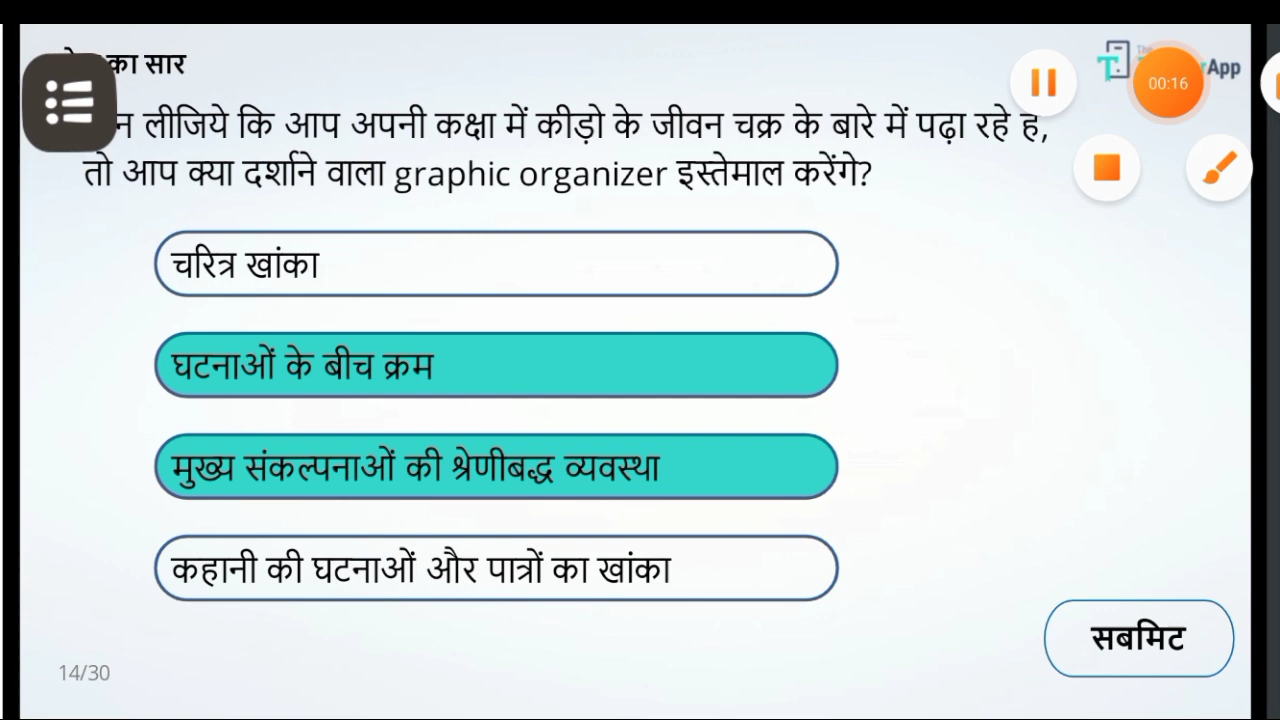 का सार
00:16
App
न लीजिये कि आप अपनी कक्षा में कीड़ो के जीवन चक्र के बारे में पढ़ा रहे है,
तो आप क्या दर्शाने वाला graphic organizer इस्तेमाल करेंगे?
चरित्र खांका
घटनाओं के बीच क्रम
मुख्य संकल्पनाओं की श्रेणीबद्ध व्यवस्था
कहानी की घटनाओं और पात्रों का खांका
सबमिट
14/30